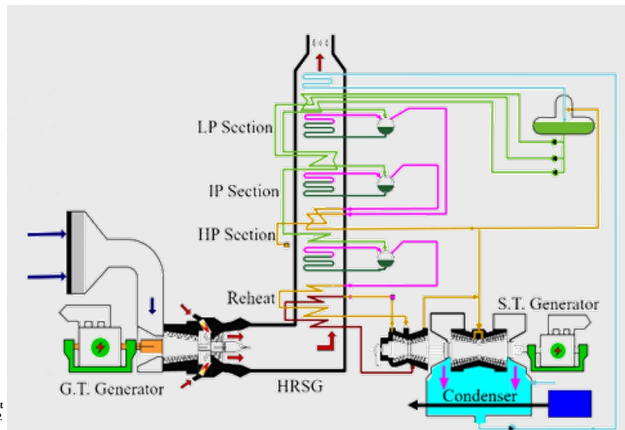 LP Section
IP Section
HP Section
Reheat
S.T. Generator
G.T. Generator
HRSG
Condenser